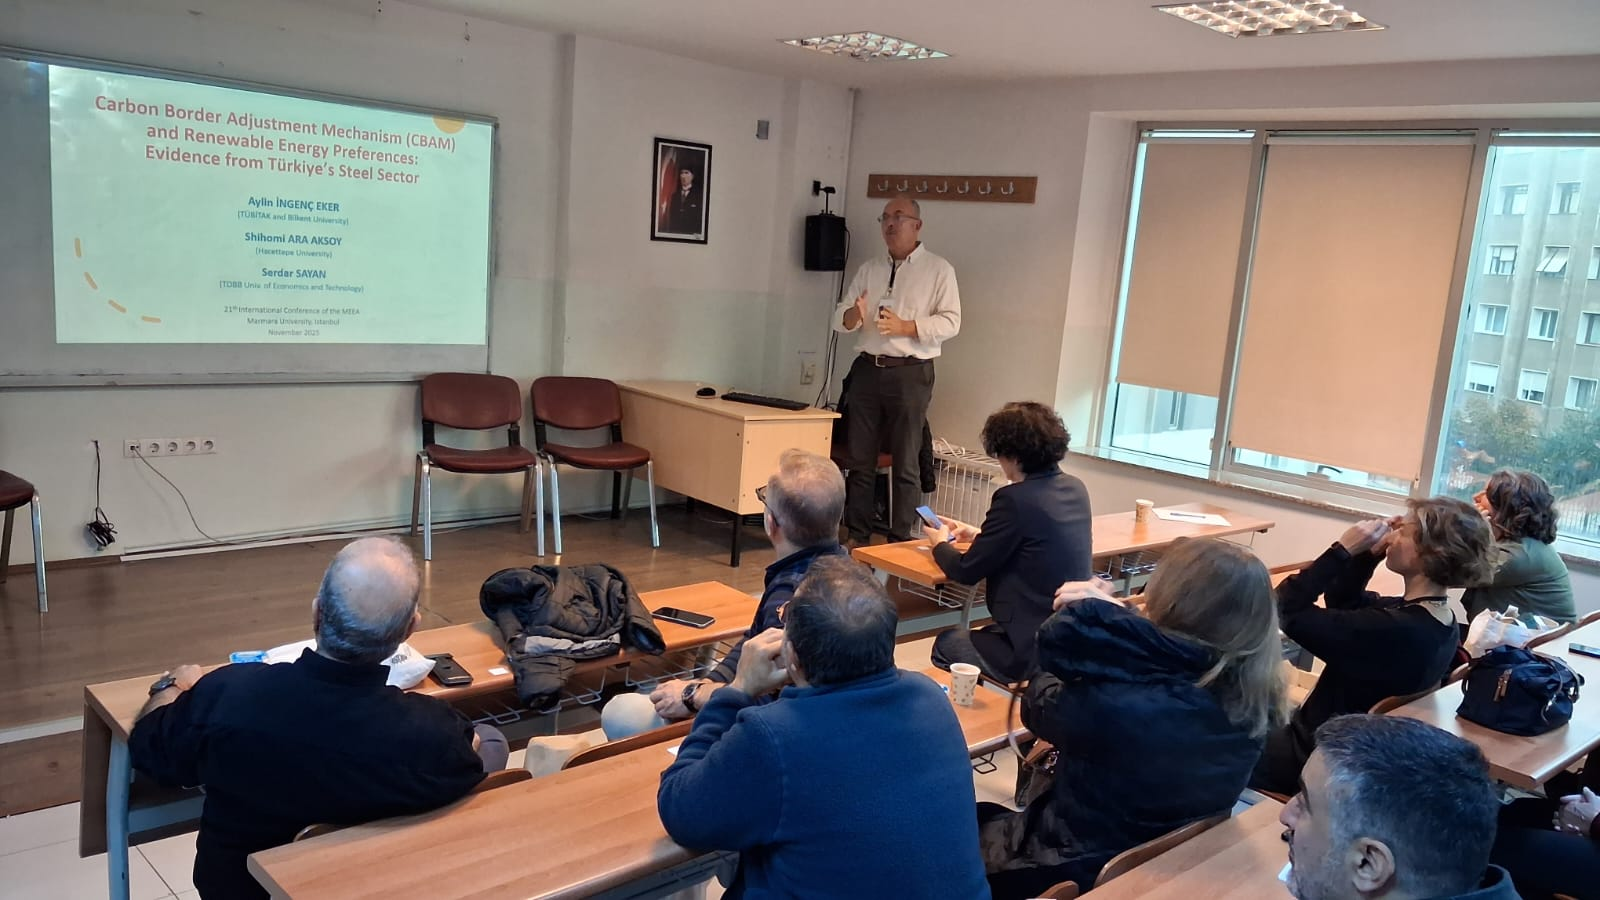 Carbon Border Adjustment Mechanism (CBAM)
and Renewable Energy Preferences:
Evidence from Türkiye's Steel Sector
Aylin İNGENÇ EKER
(TÜBİTAK and Bilkent University)
Shihomi ARA AKSOY
(Hacettepe University)
Serdar SAYAN
(TOBB Univ. of Economics and Technology)
21st International Conference of the MEEA
Marmara University, Istanbul
November 2025